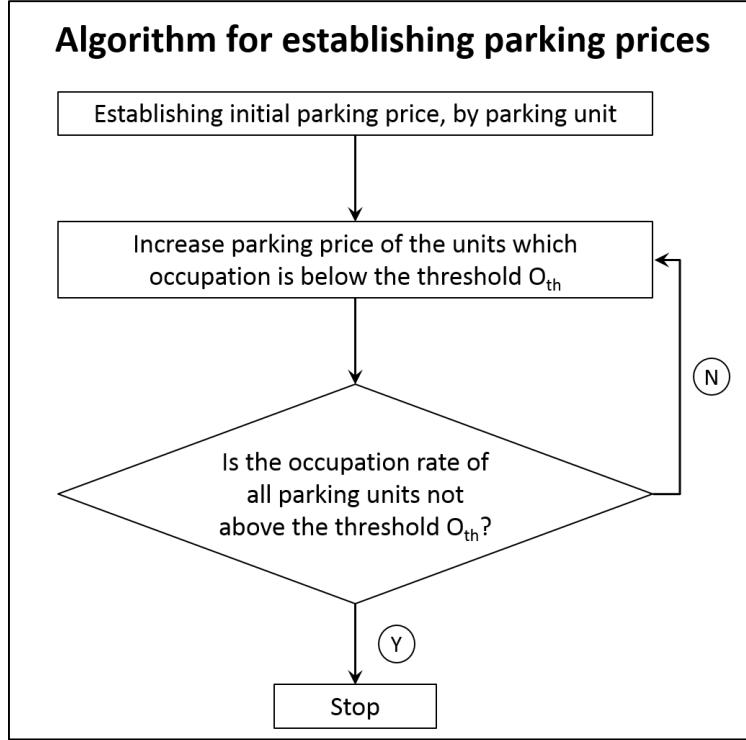 Algorithm for establishing parking prices
Establishing initial parking price, by parking unit
Increase parking price of the units which
occupation is below the threshold Oth
N
Is the occupation rate of
all parking units not
above the threshold Oth?
Y
Stop